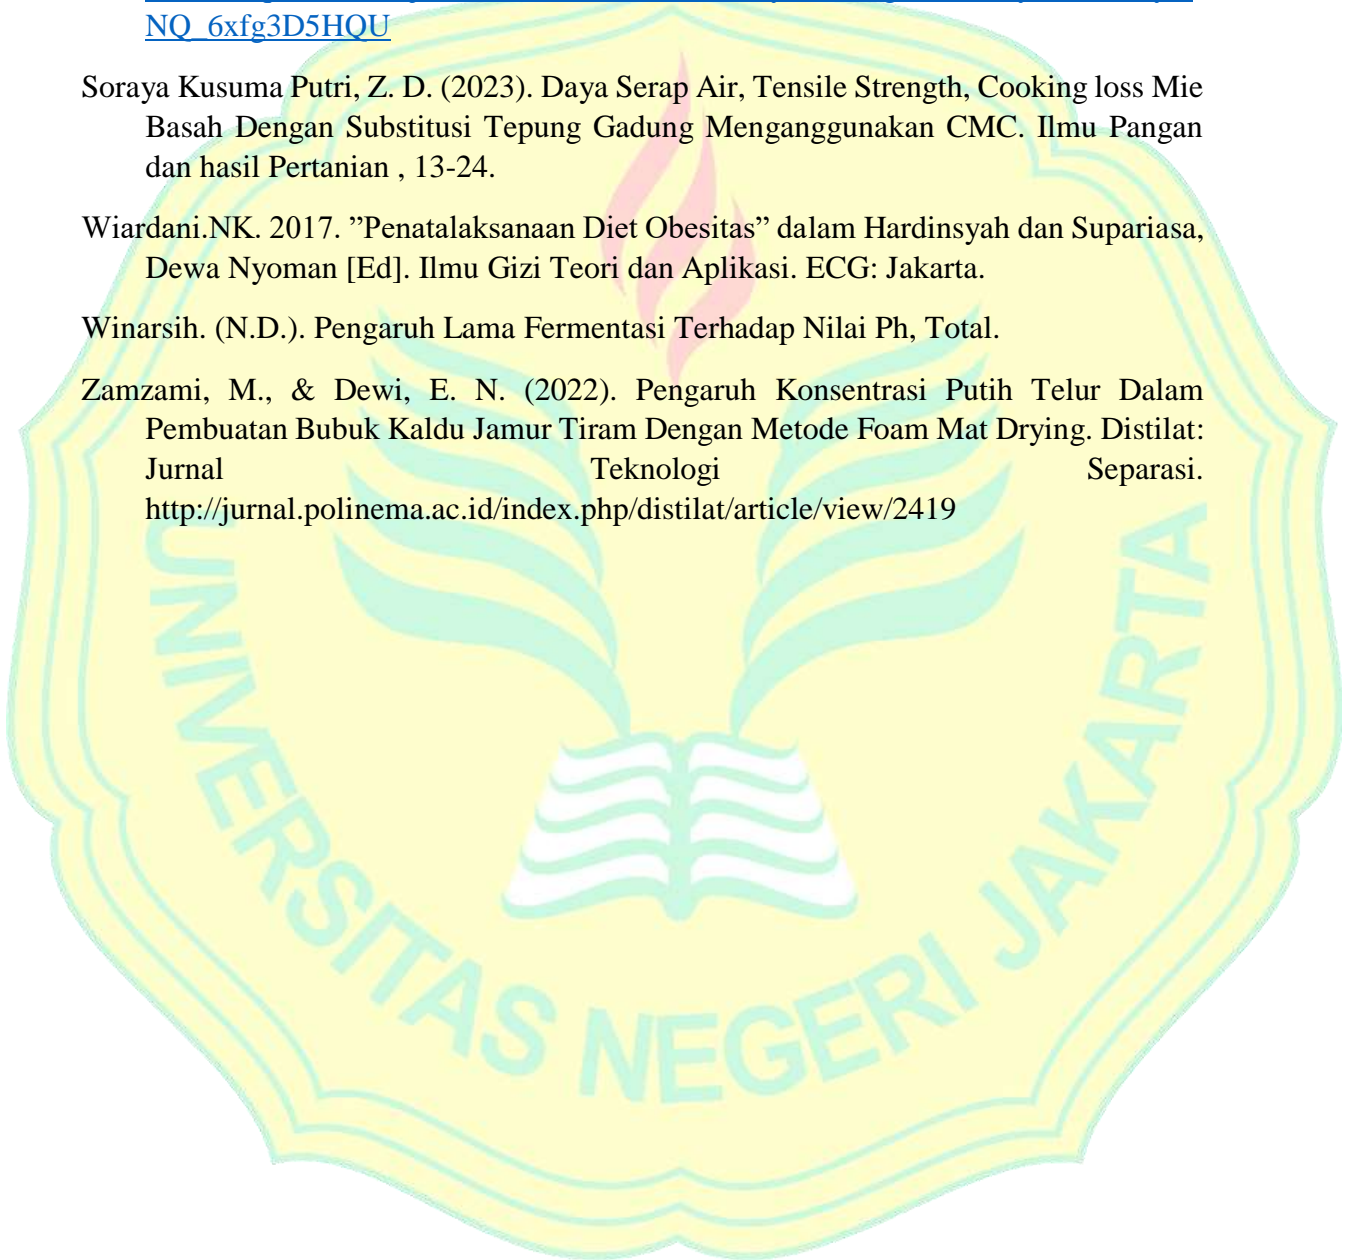 NQ_6xfg3D5HQU
Soraya Kusuma Putri, Z. D. (2023). Daya Serap Air, Tensile Strength, Cooking loss Mie
Basah Dengan Substitusi Tepung Gadung Menganggunakan CMC. Ilmu Pangan
dan hasil Pertanian , 13-24.
Wiardani.NK. 2017. ”Penatalaksanaan Diet Obesitas” dalam Hardinsyah dan Supariasa,
Dewa Nyoman [Ed]. Ilmu Gizi Teori dan Aplikasi. ECG: Jakarta.
Winarsih. (N.D.). Pengaruh Lama Fermentasi Terhadap Nilai Ph, Total.
Zamzami, M., & Dewi, E. N. (2022). Pengaruh Konsentrasi Putih Telur Dalam
Pembuatan Bubuk Kaldu Jamur Tiram Dengan Metode Foam Mat Drying. Distilat:
Jurnal Teknologi Separasi.
http://jurnal.polinema.ac.id/index.php/distilat/article/view/2419
UNIVERSITAS NEGERI JAKARTA